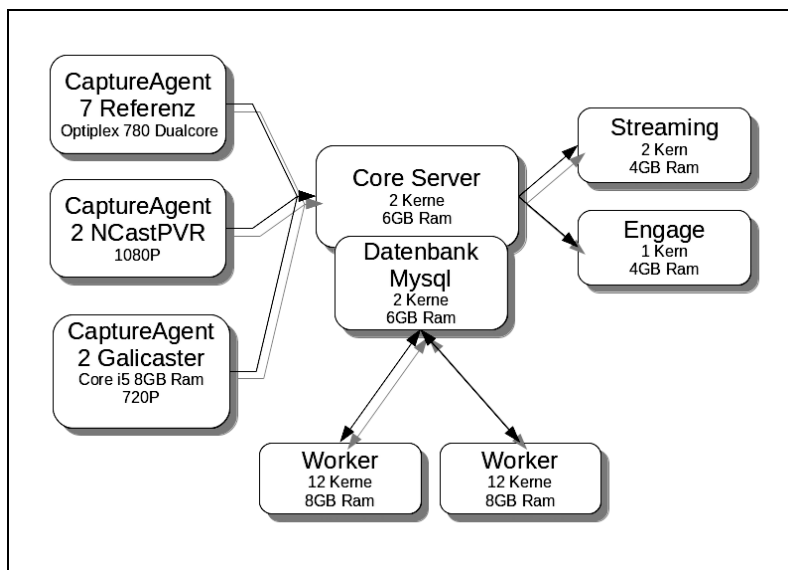 CaptureAgent
7 Referenz
Optiplex 780 Dualcore
CaptureAgent
2 NCastPVR
1080P
CaptureAgent
2 Galicaster
Core i5 8GB Ram
720P
Core Server
2 Kerne
6GB Ram
Datenbank
Mysql
2 Kerne
6GB Ram
Streaming
2 Kern
4GB Ram
Engage
1 Kern
4GB Ram
Worker
12 Kerne
8GB Ram
Worker
12 Kerne
8GB Ram